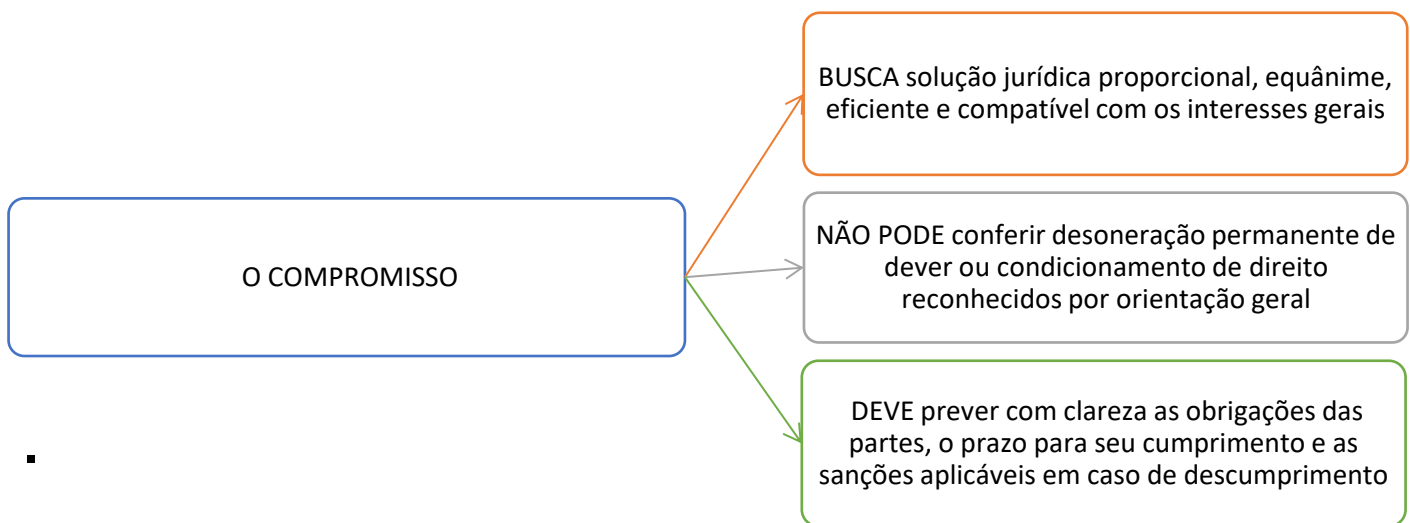 BUSCA solução jurídica proporcional, equânime,
eficiente e compatível com os interesses gerais
O COMPROMISSO
NÃO PODE conferir desoneração permanente de
dever ou condicionamento de direito
reconhecidos por orientação geral
DEVE prever com clareza as obrigações das
partes, o prazo para seu cumprimento e as
sanções aplicáveis em caso de descumprimento